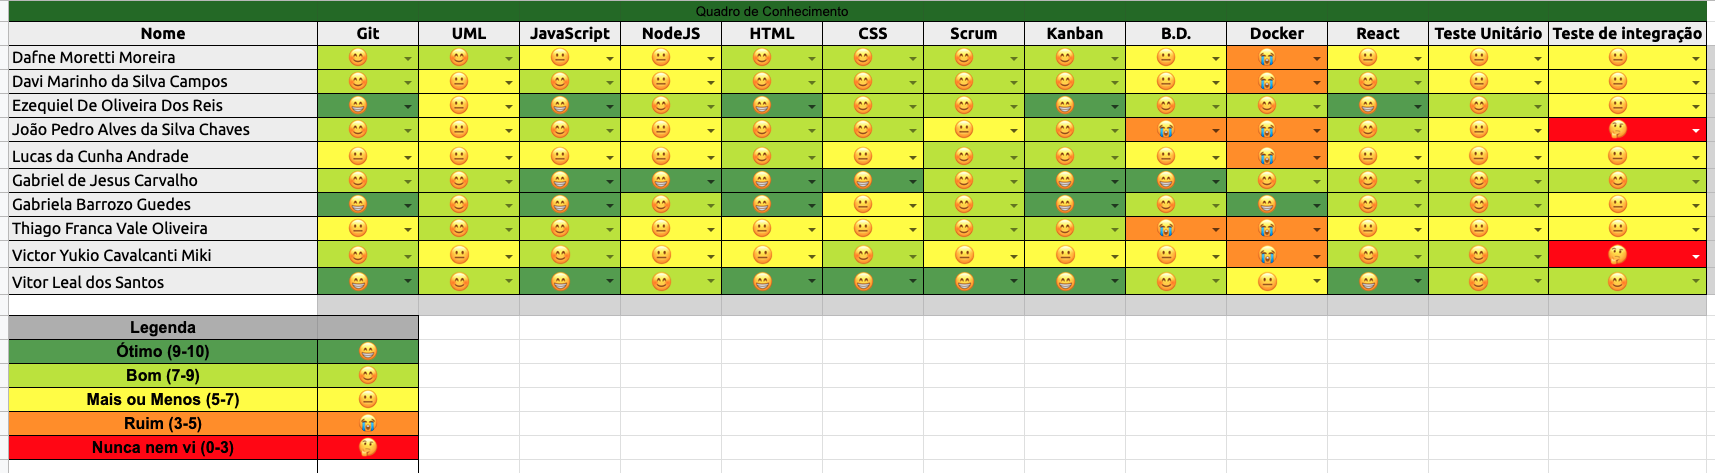 Quadro de Conhecimento
Nome Git UML JavaScript NodeJS HTML CSS Scrum Kanban B.D. Docker React Teste Unitário Teste de integração
Dafne Moretti Moreira 😊 😊 😐 😐 😊 😊 😊 😊 😐 😭 😐 😐 😐
Davi Marinho da Silva Campos 😊 😐 😊 😐 😊 😊 😊 😊 😐 😭 😊 😐 😐
Ezequiel De Oliveira Dos Reis 😁 😐 😁 😊 😁 😊 😊 😁 😊 😊 😁 😊 😐
João Pedro Alves da Silva Chaves 😊 😐 😊 😐 😊 😊 😐 😊 😭 😭 😊 😐 🤔
Lucas da Cunha Andrade 😐 😐 😐 😐 😊 😐 😊 😊 😐 😭 😐 😐 😐
Gabriel de Jesus Carvalho 😊 😊 😁 😁 😁 😁 😊 😁 😁 😊 😊 😊 😊
Gabriela Barrozo Guedes 😁 😊 😁 😊 😁 😐 😊 😁 😊 😁 😊 😊 😊
Thiago Franca Vale Oliveira 😐 😊 😊 😐 😐 😐 😊 😊 😭 😭 😐 😐 😐
Victor Yukio Cavalcanti Miki 😊 😐 😊 😐 😐 😊 😐 😐 😐 😭 😊 😊 🤔
Vitor Leal dos Santos 😁 😊 😁 😊 😁 😁 😁 😁 😊 😐 😁 😊 😊
Legenda
Ótimo (9-10) 😁
Bom (7-9) 😊
Mais ou Menos (5-7) 😐
Ruim (3-5) 😭
Nunca nem vi (0-3) 🤔